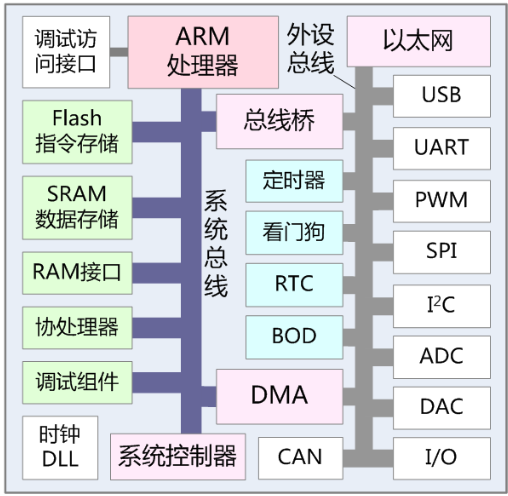 调试访
问接口
ARM
处理器
外设
总线
以太网
Flash
指令存储
总线桥
USB
UART
SRAM
数据存储
系
统
总
线
定时器
PWM
看门狗
SPI
RAM接口
RTC
I²C
协处理器
BOD
ADC
调试组件
DMA
DAC
时钟
DLL
系统控制器
CAN
I/O